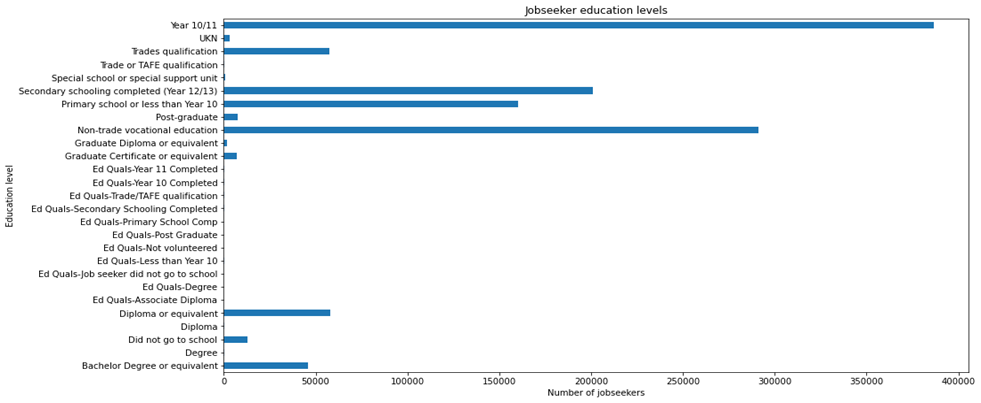 Jobseeker education levels
Year 10/11
UKN
Trades qualification
Trade or TAFE qualification
Special school or special support unit
Secondary schooling completed (Year 12/13)
Primary school or less than Year 10
Post-graduate
Non-trade vocational education
Graduate Diploma or equivalent
Graduate Certificate or equivalent
Ed Quals-Year 11 Completed
Ed Quals-Year 10 Completed
Ed Quals-Trade/TAFE qualification
Ed Quals-Secondary Schooling Completed
Ed Quals-Primary School Comp
Ed Quals-Post Graduate
Ed Quals-Not volunteered
Ed Quals-Less than Year 10
Ed Quals-Job seeker did not go to school
Ed Quals-Degree
Ed Quals-Associate Diploma
Diploma or equivalent
Diploma
Did not go to school
Degree
Bachelor Degree or equivalent
Education level
0 50000 100000 150000 200000 250000 300000 350000 400000
Number of jobseekers